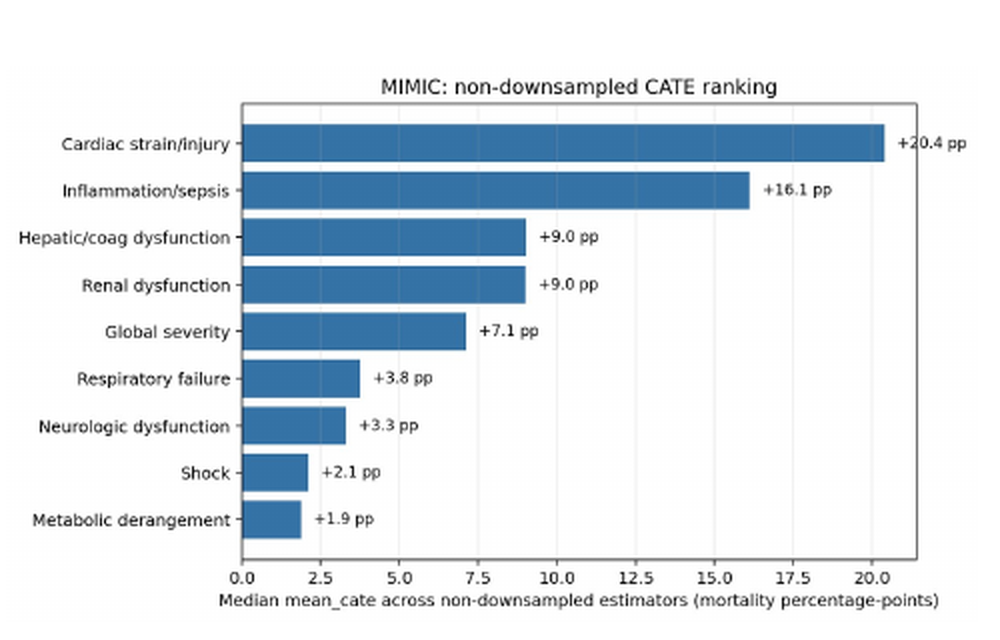 MIMIC: non-downsampled CATE ranking
Cardiac strain/injury +20.4 pp
Inflammation/sepsis +16.1 pp
Hepatic/coag dysfunction +9.0 pp
Renal dysfunction +9.0 pp
Global severity +7.1 pp
Respiratory failure +3.8 pp
Neurologic dysfunction +3.3 pp
Shock +2.1 pp
Metabolic derangement +1.9 pp
0.0 2.5 5.0 7.5 10.0 12.5 15.0 17.5 20.0
Median mean_cate across non-downsampled estimators (mortality percentage-points)